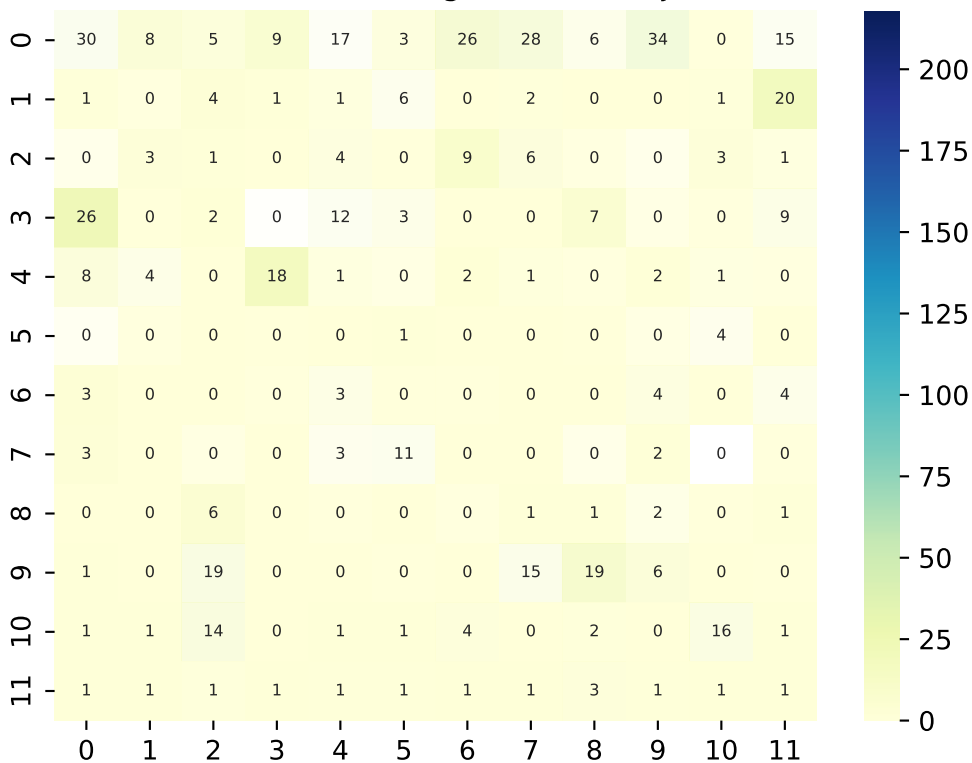 0 30 8 5 9 17 3 26 28 6 34 0 15
1 1 0 4 1 1 6 0 2 0 0 1 20
2 0 3 1 0 4 0 9 6 0 0 3 1
3 26 0 2 0 12 3 0 0 7 0 0 9
4 8 4 0 18 1 0 2 1 0 2 1 0
5 0 0 0 0 0 1 0 0 0 0 4 0
6 3 0 0 0 3 0 0 0 0 4 0 4
7 3 0 0 0 3 11 0 0 0 2 0 0
8 0 0 6 0 0 0 0 1 1 2 0 1
9 1 0 19 0 0 0 0 15 19 6 0 0
10 1 1 14 0 1 1 4 0 2 0 16 1
11 1 1 1 1 1 1 1 1 3 1 1 1
0 1 2 3 4 5 6 7 8 9 10 11
200
175
150
125
100
75
50
25
0